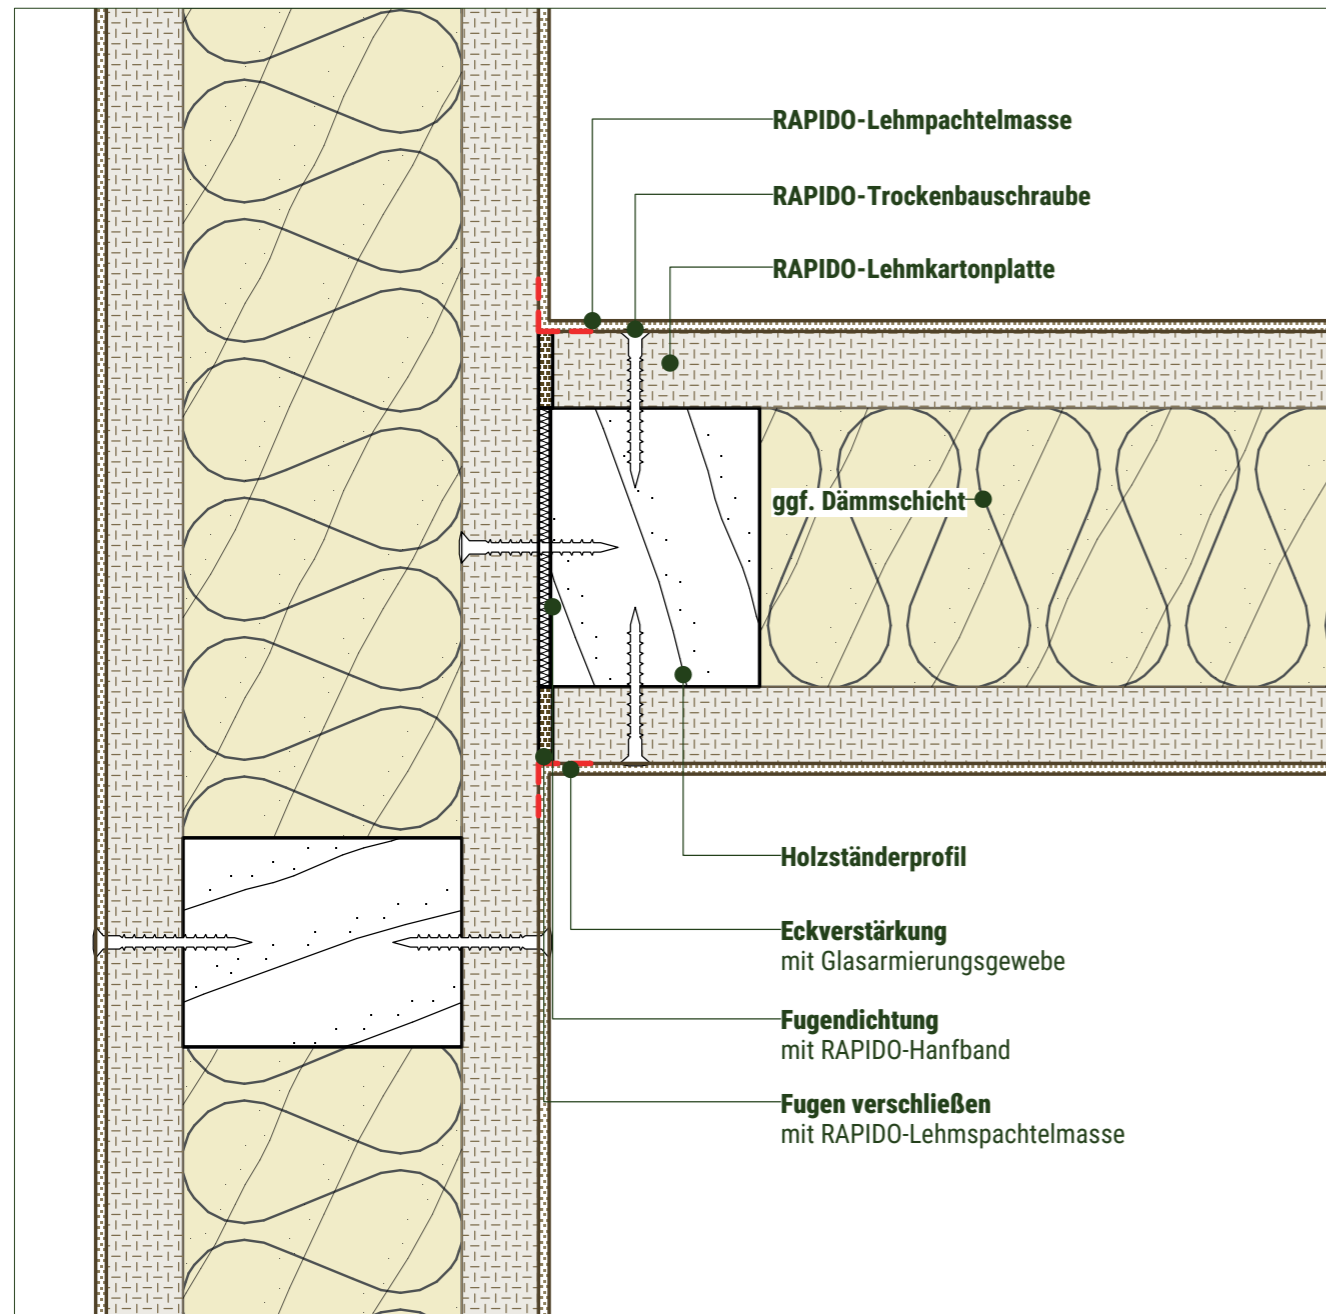 RAPIDO-Lehmpachtelmasse
RAPIDO-Trockenbauschraube
RAPIDO-Lehmkartonplatte
ggf. Dämmschicht
Holzständerprofil
Eckverstärkung
mit Glasarmierungsgewebe
Fugendichtung
mit RAPIDO-Hanfband
Fugen verschließen
mit RAPIDO-Lehmspachtelmasse